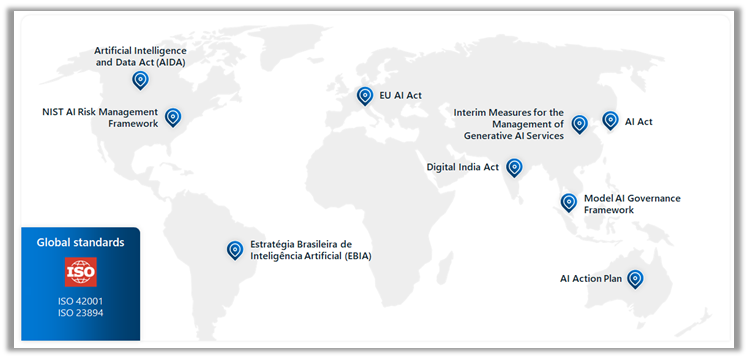 Artificial Intelligence
and Data Act (AIDA)
NIST AI Risk Management
Framework
EU AI Act
Interim Measures for the
Management of
Generative AI Services
AI Act
Digital India Act
Model AI Governance
Framework
Estratégia Brasileira de
Inteligência Artificial (EBIA)
AI Action Plan
Global standards
ISO
ISO 42001
ISO 23894